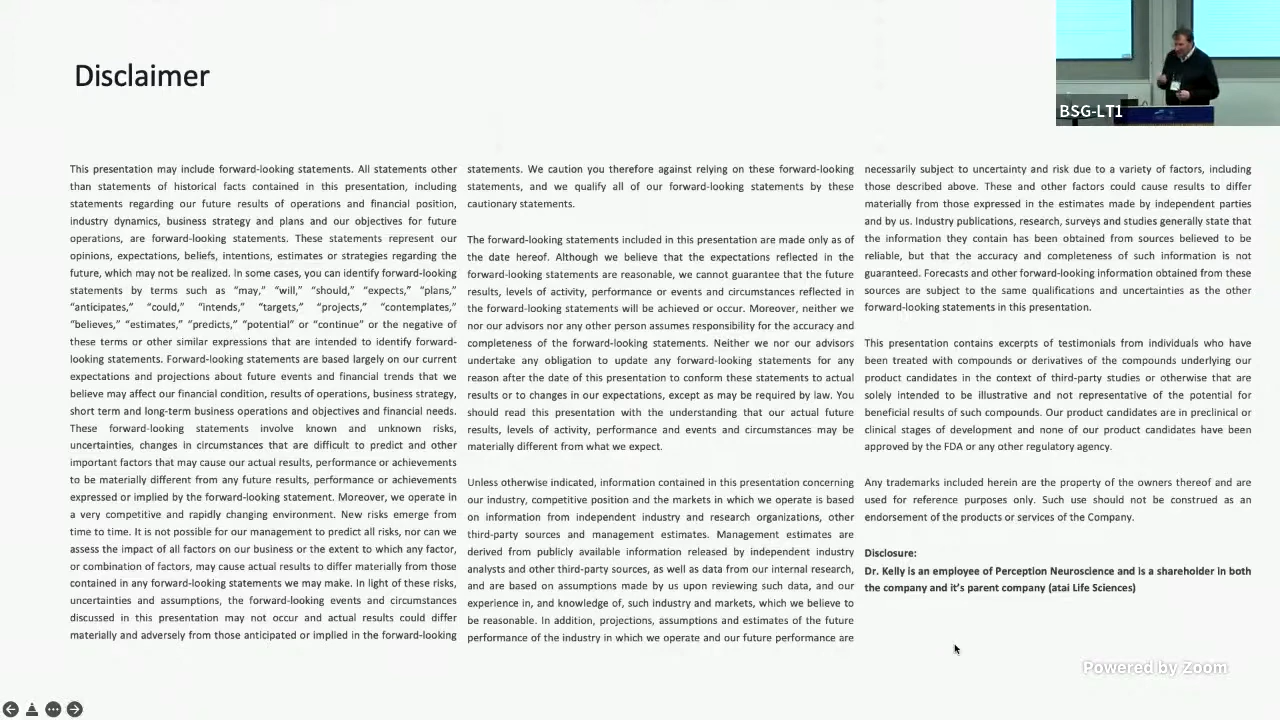 Disclaimer
BSG-LT1
This presentation may include forward-looking statements. All statements other
than statements of historical facts contained in this presentation, including
statements regarding our future results of operations and financial position,
industry dynamics, business strategy and plans and our objectives for future
operations, are forward-looking statements. These statements represent our
opinions, expectations, beliefs, intentions, estimates or strategies regarding the
future, which may not be realized. In some cases, you can identify forward-looking
statements by terms such as “may,” “will,” “should,” “expects,” “plans,”
“anticipates,” “could,” “intends,” “targets,” “projects,” “contemplates,”
“believes,” “estimates,” “predicts,” “potential” or “continue” or the negative of
these terms or other similar expressions that are intended to identify forward-
looking statements. Forward-looking statements are based largely on our current
expectations and projections about future events and financial trends that we
believe may affect our financial condition, results of operations, business strategy,
short term and long-term business operations and objectives and financial needs.
These forward-looking statements involve known and unknown risks,
uncertainties, changes in circumstances that are difficult to predict and other
important factors that may cause our actual results, performance or achievements
to be materially different from any future results, performance or achievements
expressed or implied by the forward-looking statement. Moreover, we operate in
a very competitive and rapidly changing environment. New risks emerge from
time to time. It is not possible for our management to predict all risks, nor can we
assess the impact of all factors on our business or the extent to which any factor,
or combination of factors, may cause actual results to differ materially from those
contained in any forward-looking statements we may make. In light of these risks,
uncertainties and assumptions, the forward-looking events and circumstances
discussed in this presentation may not occur and actual results could differ
materially and adversely from those anticipated or implied in the forward-looking
statements. We caution you therefore against relying on these forward-looking
statements, and we qualify all of our forward-looking statements by these
cautionary statements.
The forward-looking statements included in this presentation are made only as of
the date hereof. Although we believe that the expectations reflected in the
forward-looking statements are reasonable, we cannot guarantee that the future
results, levels of activity, performance or events and circumstances reflected in
the forward-looking statements will be achieved or occur. Moreover, neither we
nor our advisors nor any other person assumes responsibility for the accuracy and
completeness of the forward-looking statements. Neither we nor our advisors
undertake any obligation to update any forward-looking statements for any
reason after the date of this presentation to conform these statements to actual
results or to changes in our expectations, except as may be required by law. You
should read this presentation with the understanding that our actual future
results, levels of activity, performance and events and circumstances may be
materially different from what we expect.
Unless otherwise indicated, information contained in this presentation concerning
our industry, competitive position and the markets in which we operate is based
on information from independent industry and research organizations, other
third-party sources and management estimates. Management estimates are
derived from publicly available information released by independent industry
analysts and other third-party sources, as well as data from our internal research,
and are based on assumptions made by us upon reviewing such data, and our
experience in, and knowledge of, such industry and markets, which we believe to
be reasonable. In addition, projections, assumptions and estimates of the future
performance of the industry in which we operate and our future performance are
necessarily subject to uncertainty and risk due to a variety of factors, including
those described above. These and other factors could cause results to differ
materially from those expressed in the estimates made by independent parties
and by us. Industry publications, research, surveys and studies generally state that
the information they contain has been obtained from sources believed to be
reliable, but that the accuracy and completeness of such information is not
guaranteed. Forecasts and other forward-looking information obtained from these
sources are subject to the same qualifications and uncertainties as the other
forward-looking statements in this presentation.
This presentation contains excerpts of testimonials from individuals who have
been treated with compounds or derivatives of the compounds underlying our
product candidates in the context of third-party studies or otherwise that are
solely intended to be illustrative and not representative of the potential for
beneficial results of such compounds. Our product candidates are in preclinical or
clinical stages of development and none of our product candidates have been
approved by the FDA or any other regulatory agency.
Any trademarks included herein are the property of the owners thereof and are
used for reference purposes only. Such use should not be construed as an
endorsement of the products or services of the Company.
Disclosure:
Dr. Kelly is an employee of Perception Neuroscience and is a shareholder in both
the company and it’s parent company (atai Life Sciences)
Powered by Zoom